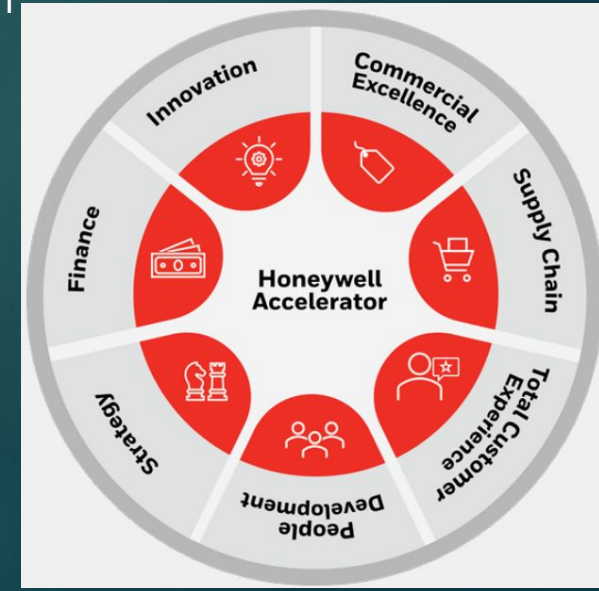 Innovation
Commercial
Excellence
Supply Chain
Total Customer
Experience
People
Development
Strategy
Finance
Honeywell
Accelerator